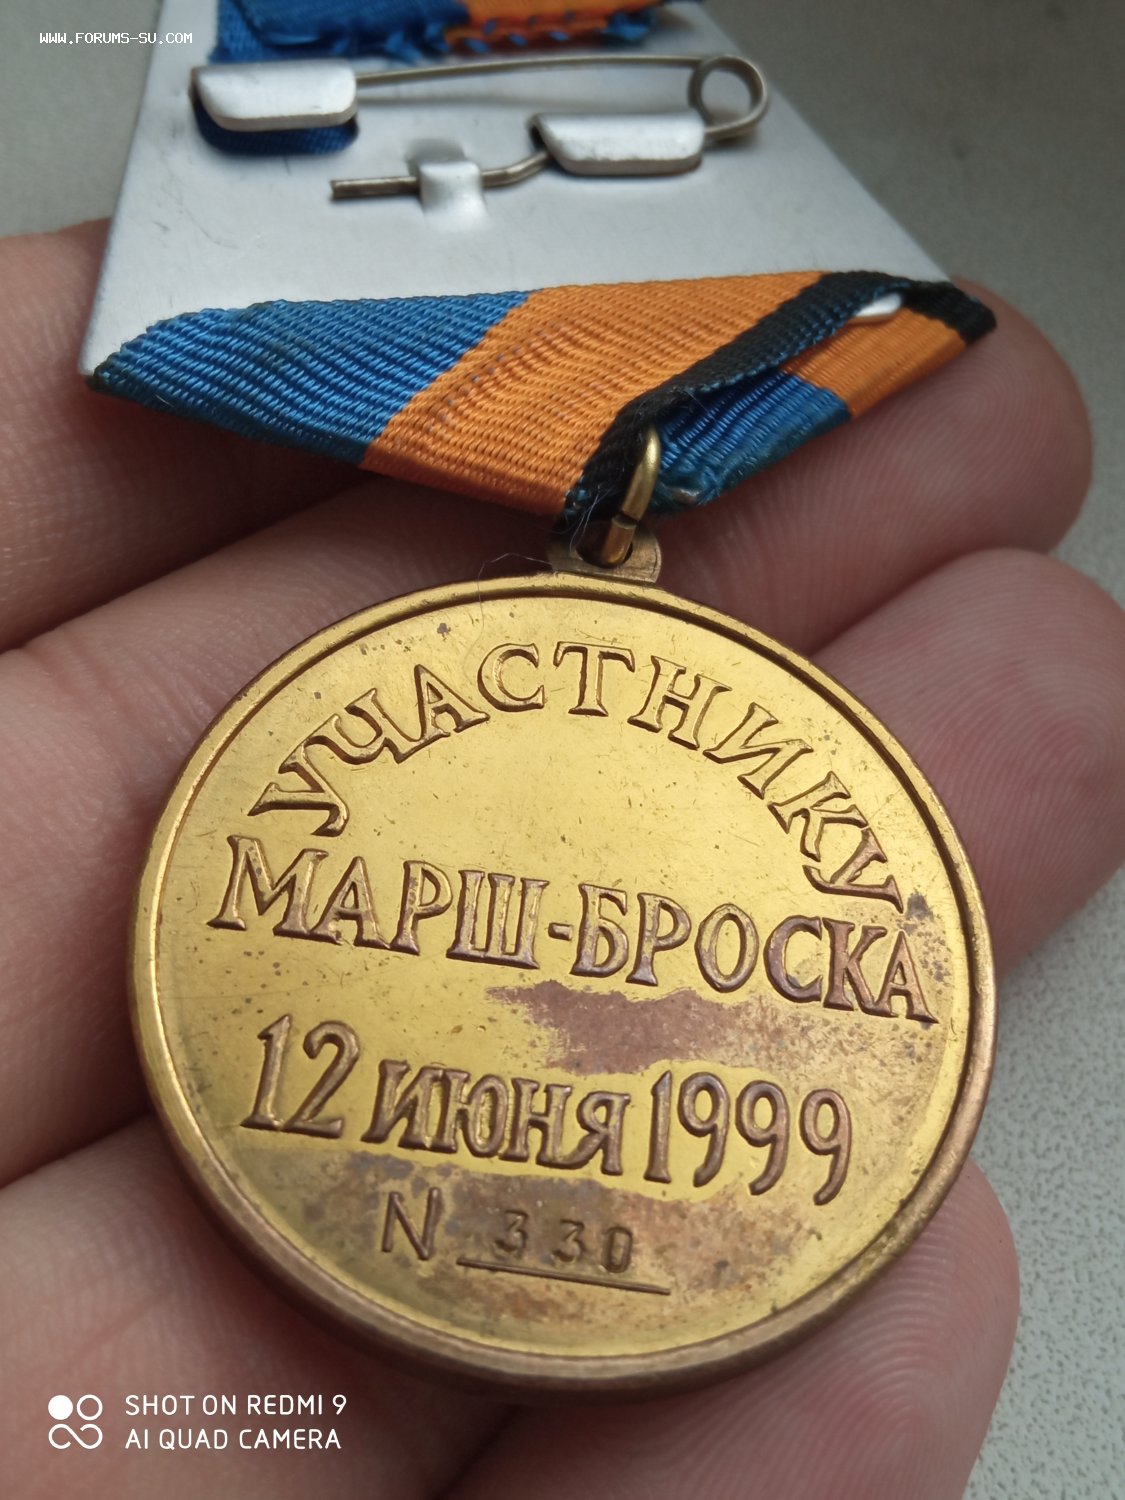 WWW.FORUMS-SU.COM
УЧАСТНИКУ
МАРШ-БРОСКА
12 ИЮНЯ 1999
N 330
SHOT ON REDMI 9
AI QUAD CAMERA